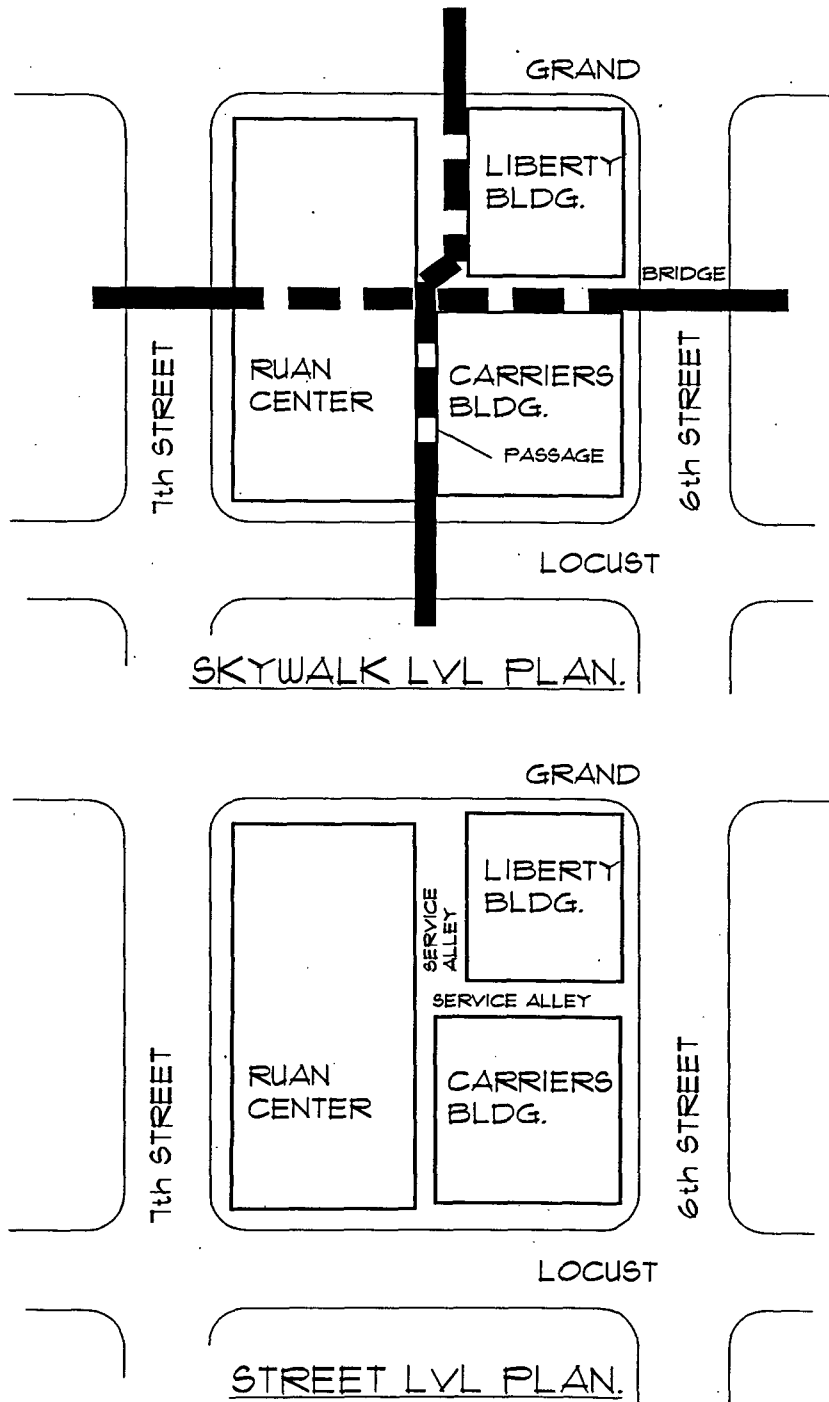 GRAND
LIBERTY
BLDG.
BRIDGE
7th STREET
RUAN
CENTER
CARRIERS
BLDG.
PASSAGE
6th STREET
LOCUST
SKYWALK LVL PLAN.
GRAND
LIBERTY
BLDG.
SERVICE
ALLEY
SERVICE ALLEY
7th STREET
RUAN
CENTER
CARRIERS
BLDG.
6th STREET
LOCUST
STREET LVL PLAN.